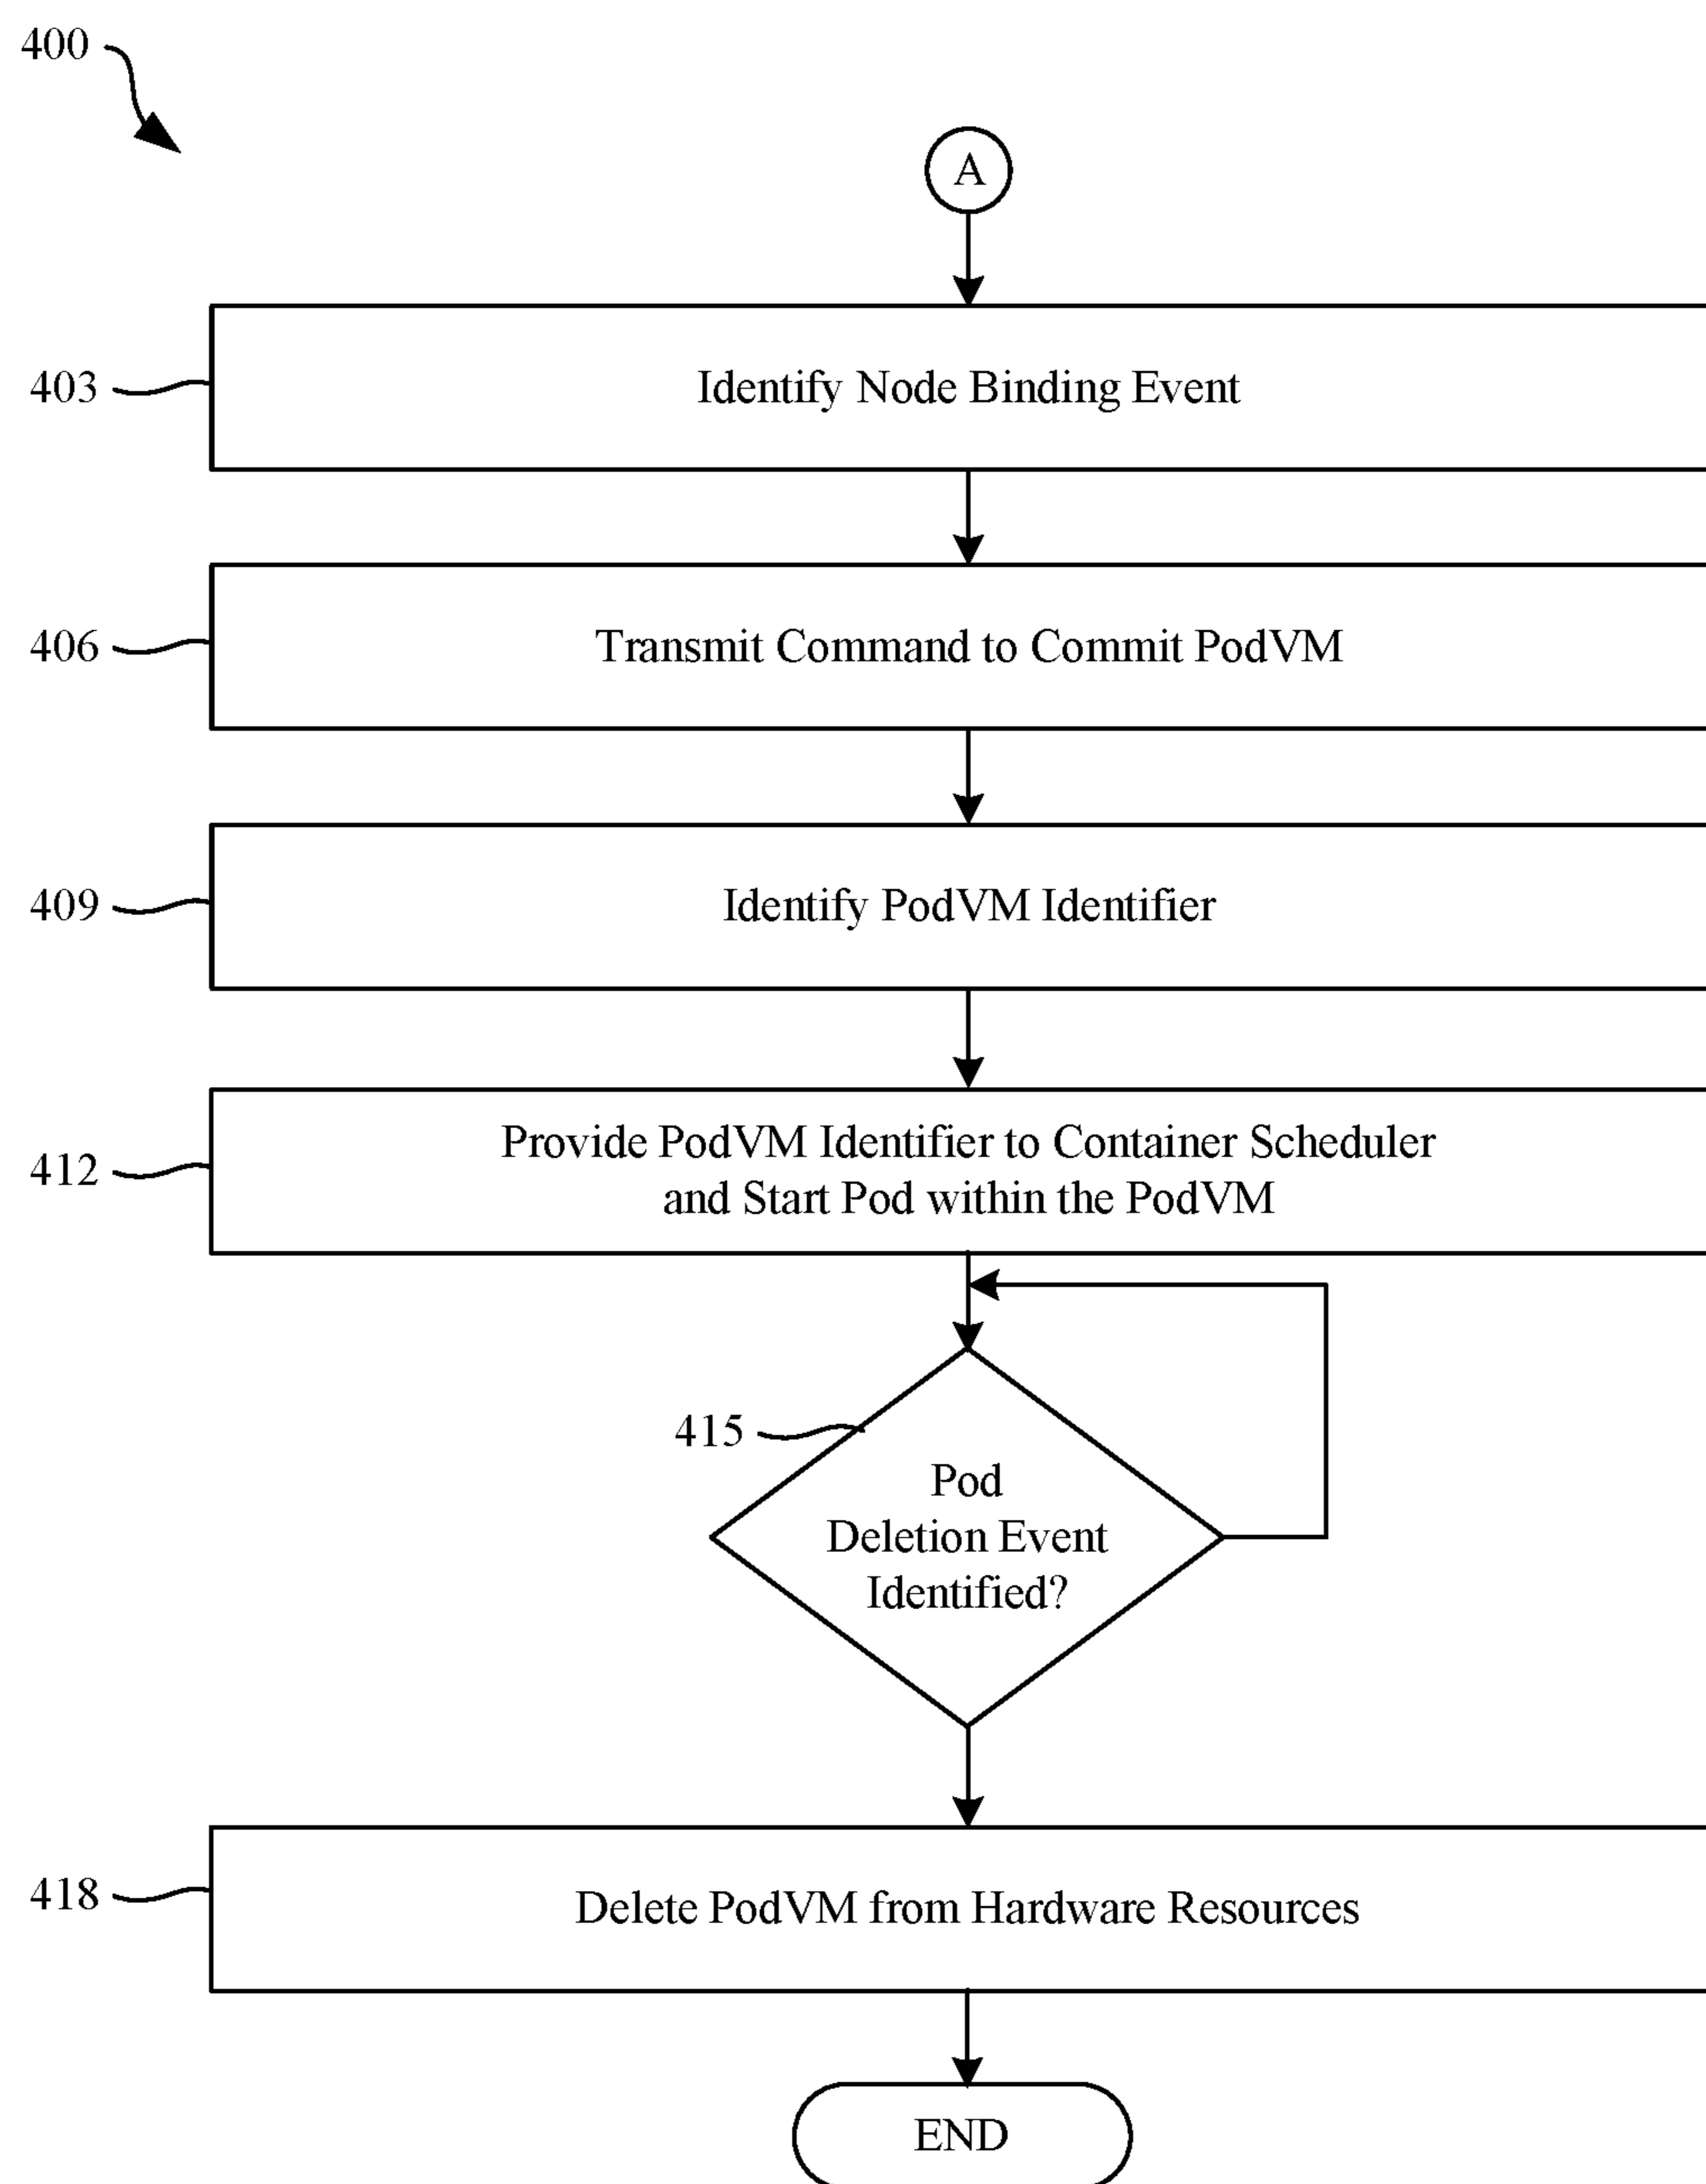 400
A
403
Identify Node Binding Event
406
Transmit Command to Commit PodVM
409
Identify PodVM Identifier
412
Provide PodVM Identifier to Container Scheduler
and Start Pod within the PodVM
415
Pod
Deletion Event
Identified?
418
Delete PodVM from Hardware Resources
END